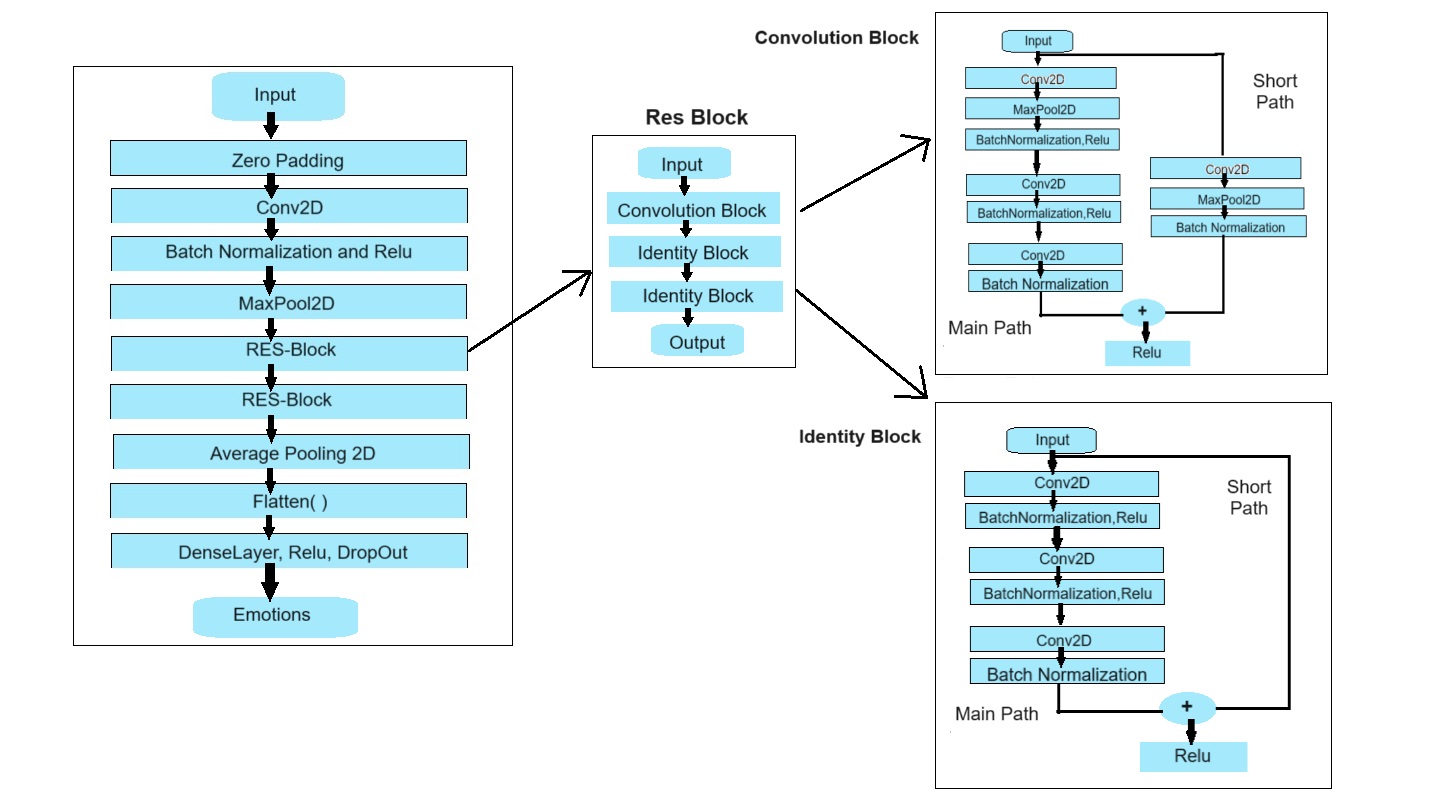 Input
Zero Padding
Conv2D
Batch Normalization and Relu
MaxPool2D
RES-Block
RES-Block
Average Pooling 2D
Flatten( )
DenseLayer, Relu, DropOut
Emotions
Res Block
Input
Convolution Block
Identity Block
Identity Block
Output
Convolution Block
Input
Conv2D
MaxPool2D
BatchNormalization,Relu
Conv2D
BatchNormalization,Relu
Conv2D
Batch Normalization
Main Path
Short
Path
Conv2D
MaxPool2D
Batch Normalization
+
Relu
Identity Block
Input
Conv2D
BatchNormalization,Relu
Conv2D
BatchNormalization,Relu
Conv2D
Batch Normalization
Main Path
Short
Path
+
Relu